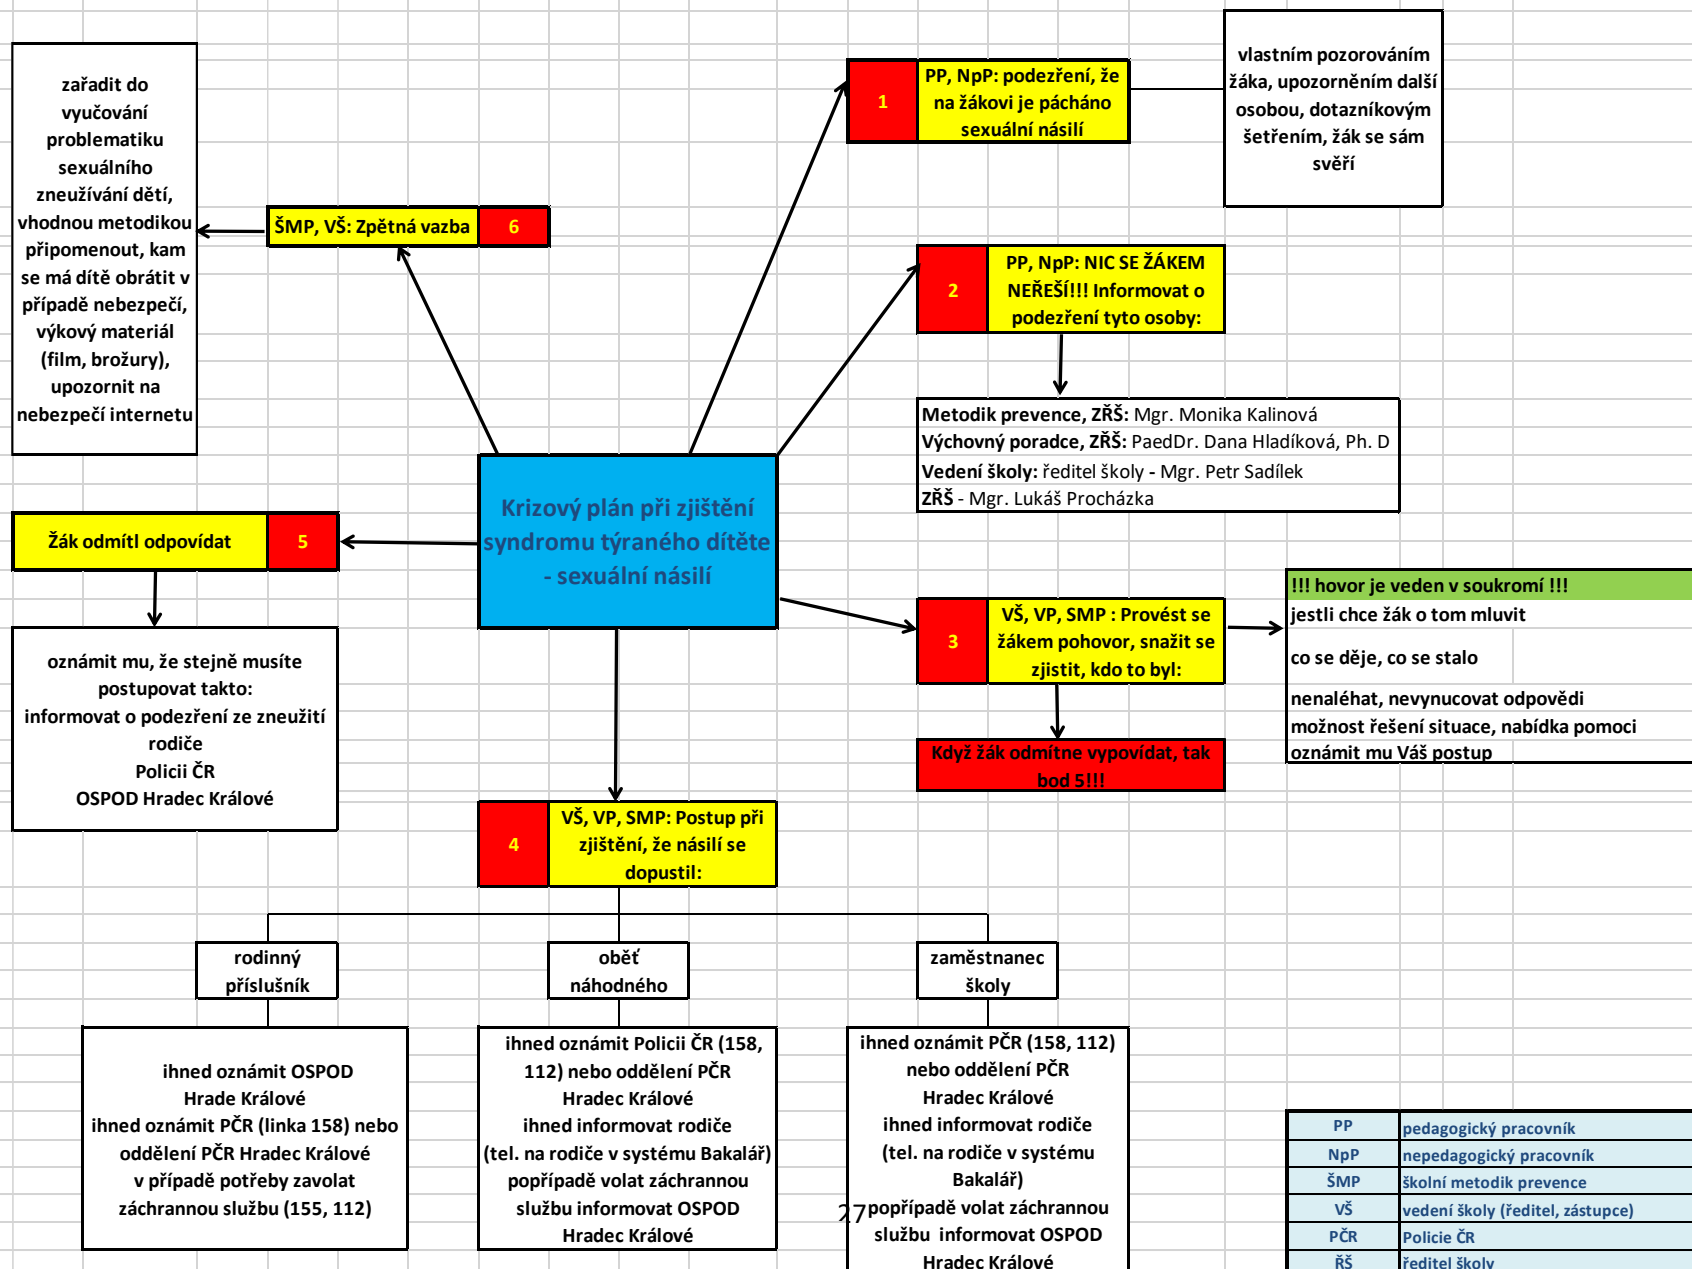 1
PP, NpP: podezření, že
na žákovi je pácháno
sexuální násilí
vlastním pozorováním
žáka, upozorněním další
osobou, dotazníkovým
šetřením, žák se sám
svěří
zařadit do
vyučování
problematiku
sexuálního
zneužívání dětí,
vhodnou metodikou
připomenout, kam
se má dítě obrátit v
případě nebezpečí,
výkový materiál
(film, brožury),
upozornit na
nebezpečí internetu
ŠMP, VŠ: Zpětná vazba
6
2
PP, NpP: NIC SE ŽÁKEM
NEŘEŠÍ!!! Informovat o
podezření tyto osoby:
Metodik prevence, ZŘŠ: Mgr. Monika Kalinová
Výchovný poradce, ZŘŠ: PaedDr. Dana Hladíková, Ph. D
Vedení školy: ředitel školy - Mgr. Petr Sadílek
ZŘŠ - Mgr. Lukáš Procházka
Krizový plán při zjištění
syndromu týraného dítěte
- sexuální násilí
Žák odmítl odpovídat
5
oznámit mu, že stejně musíte
postupovat takto:
informovat o podezření ze zneužití
rodiče
Policii ČR
OSPOD Hradec Králové
3
VŠ, VP, SMP : Provést se
žákem pohovor, snažit se
zjistit, kdo to byl:
!!! hovor je veden v soukromí !!!
jestli chce žák o tom mluvit
co se děje, co se stalo
nenaléhat, nevynucovat odpovědi
možnost řešení situace, nabídka pomoci
oznámit mu Váš postup
Když žák odmítne vypovídat, tak
bod 5!!!
4
VŠ, VP, SMP: Postup při
zjištění, že násilí se
dopustil:
rodinný
příslušník
oběť
náhodného
zaměstnanec
školy
ihned oznámit OSPOD
Hrade Králové
ihned oznámit PČR (linka 158) nebo
oddělení PČR Hradec Králové
v případě potřeby zavolat
záchrannou službu (155, 112)
ihned oznámit Policii ČR (158,
112) nebo oddělení PČR
Hradec Králové
ihned informovat rodiče
(tel. na rodiče v systému Bakalář)
popřípadě volat záchrannou
službu informovat OSPOD
Hradec Králové
ihned oznámit PČR (158, 112)
nebo oddělení PČR
Hradec Králové
ihned informovat rodiče
(tel. na rodiče v systému
Bakalář)
popřípadě volat záchrannou
službu informovat OSPOD
Hradec Králové
27
PP pedagogický pracovník
NpP nepedagogický pracovník
ŠMP školní metodik prevence
VŠ vedení školy (ředitel, zástupce)
PČR Policie ČR
ŘŠ ředitel školy